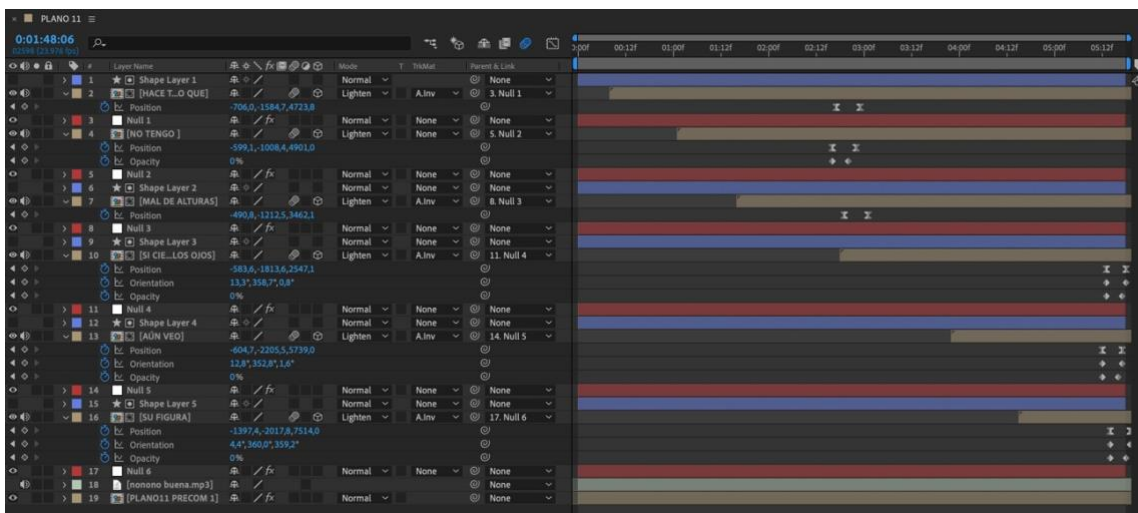 PLANO 11
0:01:48:06
02598 (23.976 fps)
# Layer Name Mode T TrkMat Parent & Link
00:12f 01:00f 01:12f 02:00f 02:12f 03:00f 03:12f 04:00f 04:12f 05:00f 05:12f
1 Shape Layer 1 Normal None
2 [HACE T...O QUE] Lighten A.Inv 3. Null 1
Position -706,0,-1584,7,4723,8
3 Null 1 Normal None None
4 [NO TENGO ] Lighten A.Inv 5. Null 2
Position -599,1,-1008,4,4901,0
Opacity 0%
5 Null 2 Normal None None
6 Shape Layer 2 Normal None None
7 [MAL DE ALTURAS] Lighten A.Inv 8. Null 3
Position -490,8,-1212,5,3462,1
8 Null 3 Normal None None
9 Shape Layer 3 Normal None None
10 [SI CIE...LOS OJOS] Lighten A.Inv 11. Null 4
Position -583,6,-1813,6,2547,1
Orientation 13,3°,358,7°,0,8°
Opacity 0%
11 Null 4 Normal None None
12 Shape Layer 4 Normal None None
13 [AÚN VEO] Lighten A.Inv 14. Null 5
Position -604,7,-2205,5,5739,0
Orientation 12,8°,352,8°,1,6°
Opacity 0%
14 Null 5 Normal None None
15 Shape Layer 5 Normal None None
16 [SU FIGURA] Lighten A.Inv 17. Null 6
Position -1397,4,-2017,8,7514,0
Orientation 4,4°,360,0°,359,2°
Opacity 0%
17 Null 6 Normal None None
18 [nonono buena.mp3] None
19 [PLANO11 PRECOM 1] Normal None